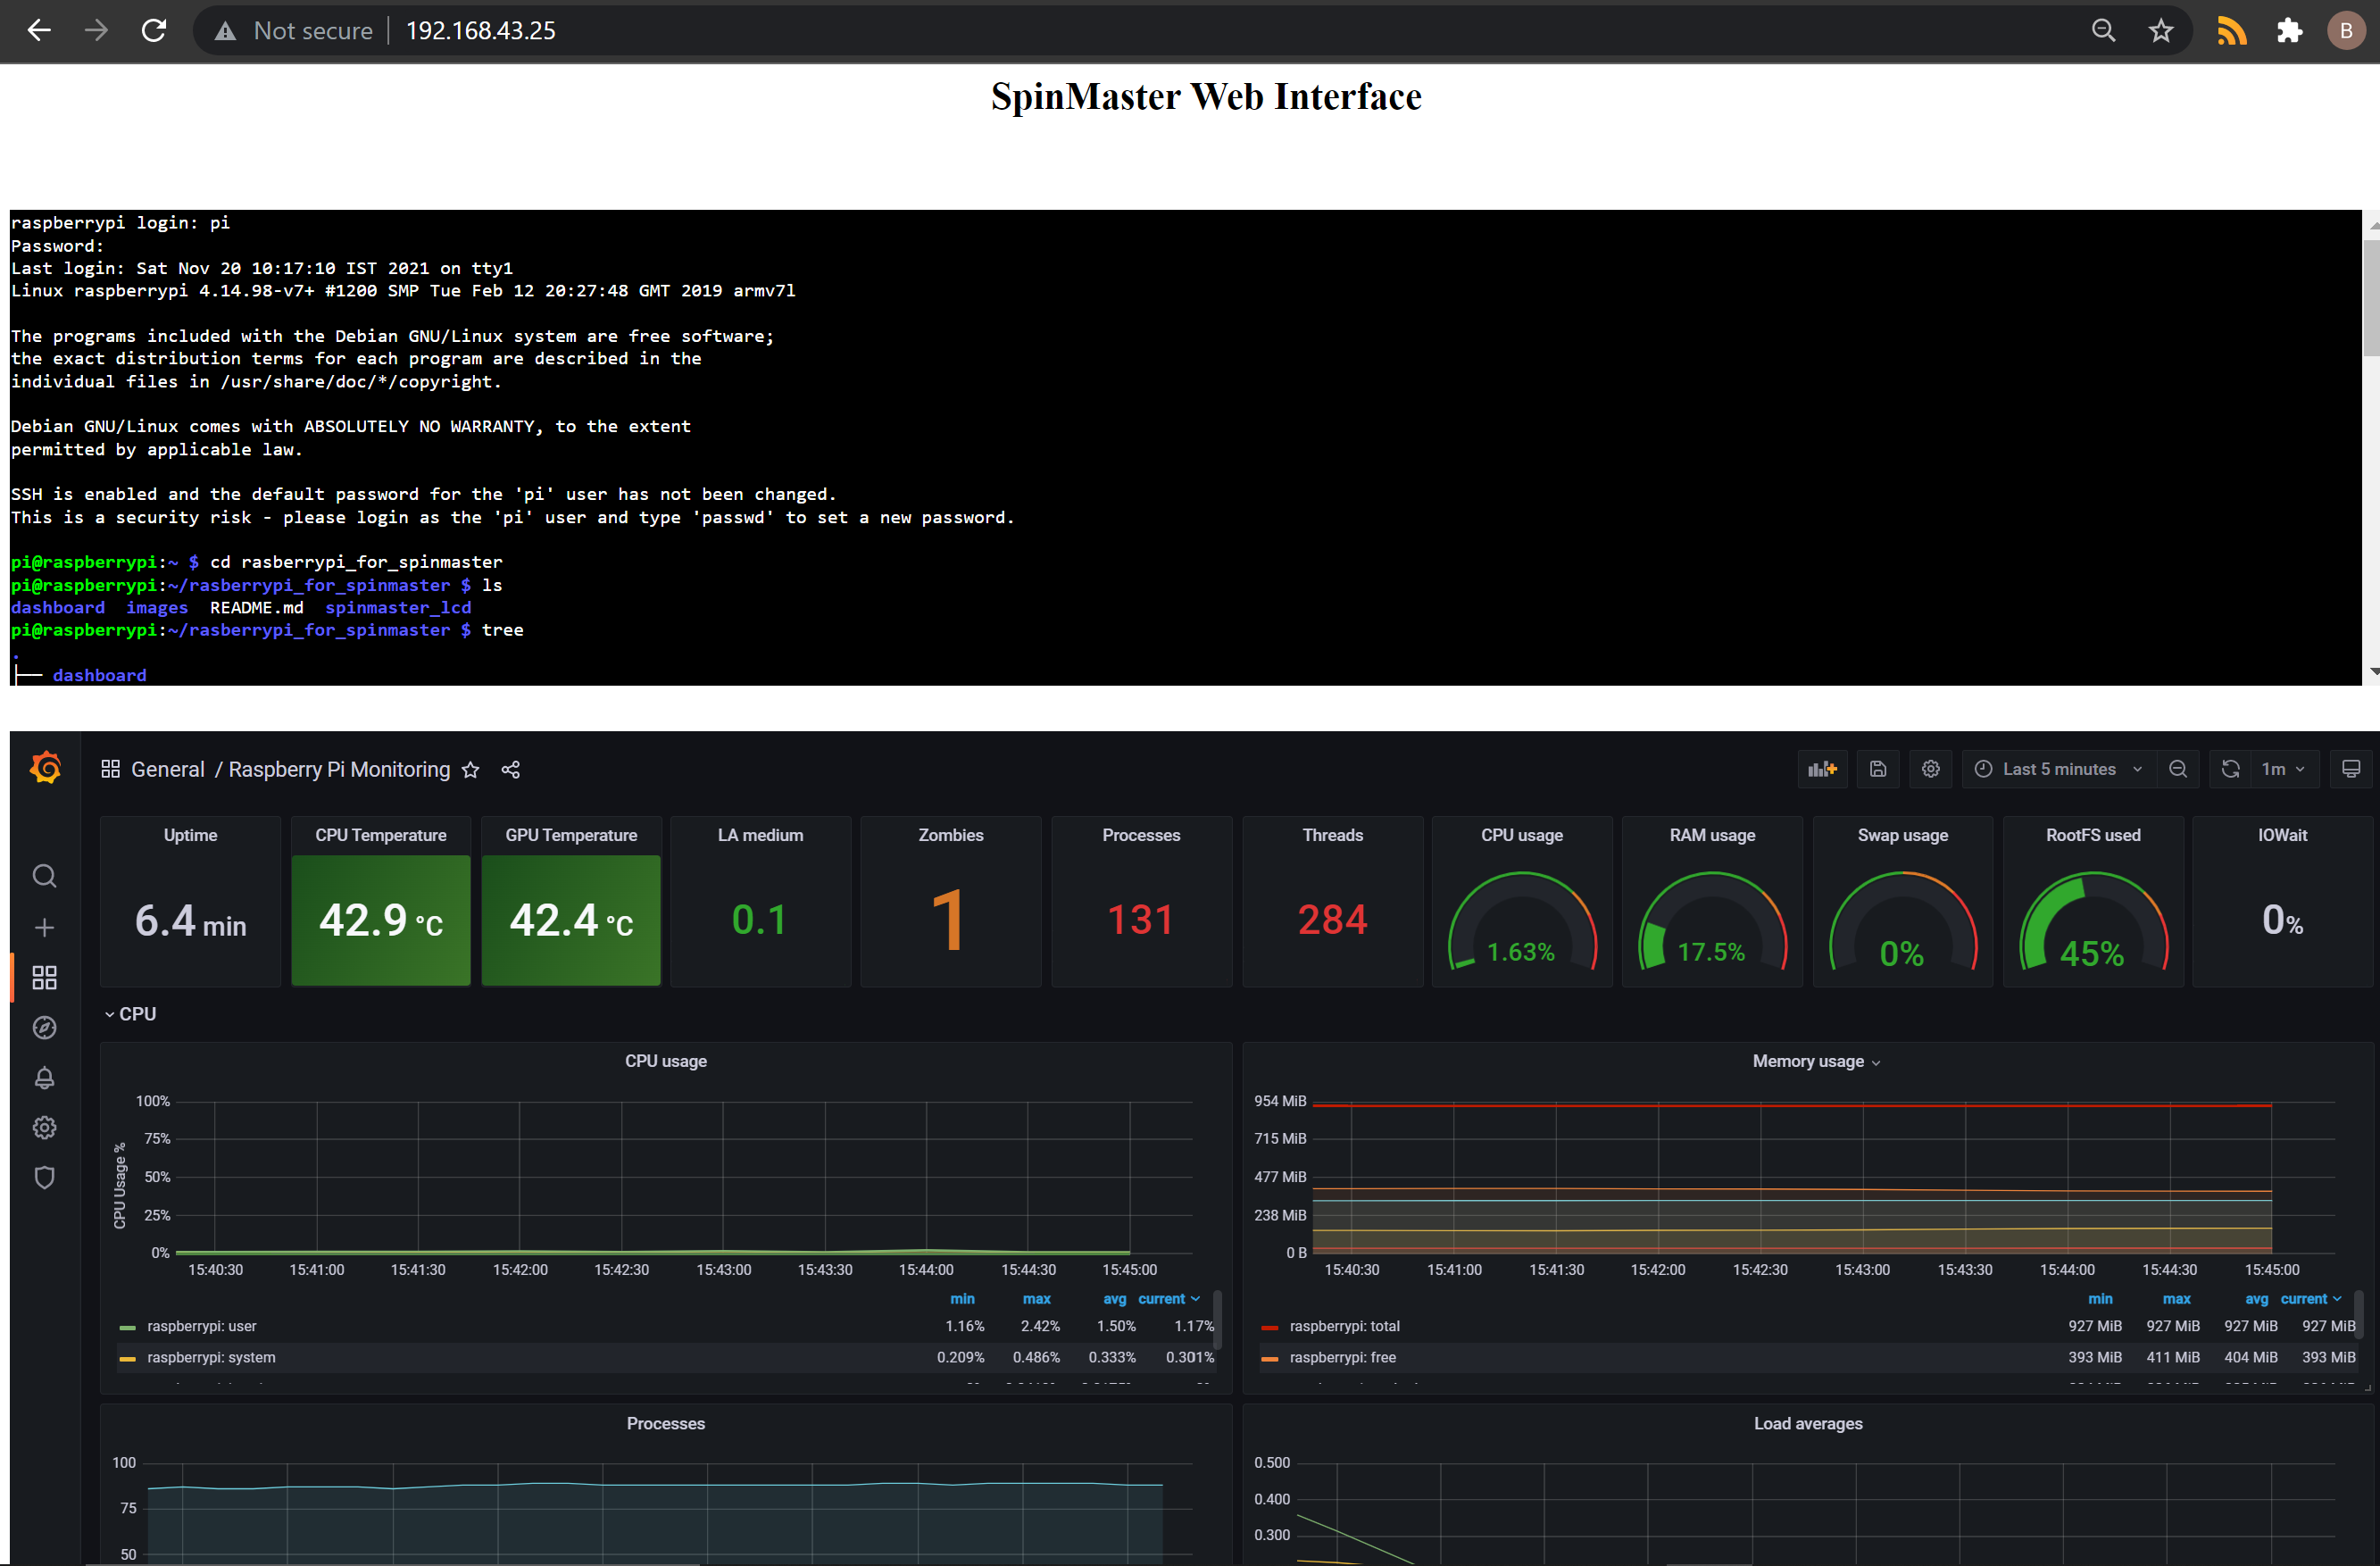 Not secure | 192.168.43.25
B
SpinMaster Web Interface
raspberrypi login: pi
Password:
Last login: Sat Nov 20 10:17:10 IST 2021 on tty1
Linux raspberrypi 4.14.98-v7+ #1200 SMP Tue Feb 12 20:27:48 GMT 2019 armv7l
The programs included with the Debian GNU/Linux system are free software;
the exact distribution terms for each program are described in the
individual files in /usr/share/doc/*/copyright.
Debian GNU/Linux comes with ABSOLUTELY NO WARRANTY, to the extent
permitted by applicable law.
SSH is enabled and the default password for the 'pi' user has not been changed.
This is a security risk - please login as the 'pi' user and type 'passwd' to set a new password.
pi@raspberrypi:~ $ cd rasberrypi_for_spinmaster
pi@raspberrypi:~/rasberrypi_for_spinmaster $ ls
dashboard images README.md spinmaster_lcd
pi@raspberrypi:~/rasberrypi_for_spinmaster $ tree
.
├── dashboard
General / Raspberry Pi Monitoring
Last 5 minutes
1m
Uptime
6.4 min
CPU Temperature
42.9 °C
GPU Temperature
42.4 °C
LA medium
0.1
Zombies
1
Processes
131
Threads
284
CPU usage
1.63%
RAM usage
17.5%
Swap usage
0%
RootFS used
45%
IOWait
0%
CPU
CPU usage
CPU Usage %
100%
75%
50%
25%
0%
15:40:30 15:41:00 15:41:30 15:42:00 15:42:30 15:43:00 15:43:30 15:44:00 15:44:30 15:45:00
min max avg current
raspberrypi: user 1.16% 2.42% 1.50% 1.17%
raspberrypi: system 0.209% 0.486% 0.333% 0.301%
Memory usage
954 MiB
715 MiB
477 MiB
238 MiB
0 B
15:40:30 15:41:00 15:41:30 15:42:00 15:42:30 15:43:00 15:43:30 15:44:00 15:44:30 15:45:00
min max avg current
raspberrypi: total 927 MiB 927 MiB 927 MiB 927 MiB
raspberrypi: free 393 MiB 411 MiB 404 MiB 393 MiB
Processes
100
75
50
Load averages
0.500
0.400
0.300